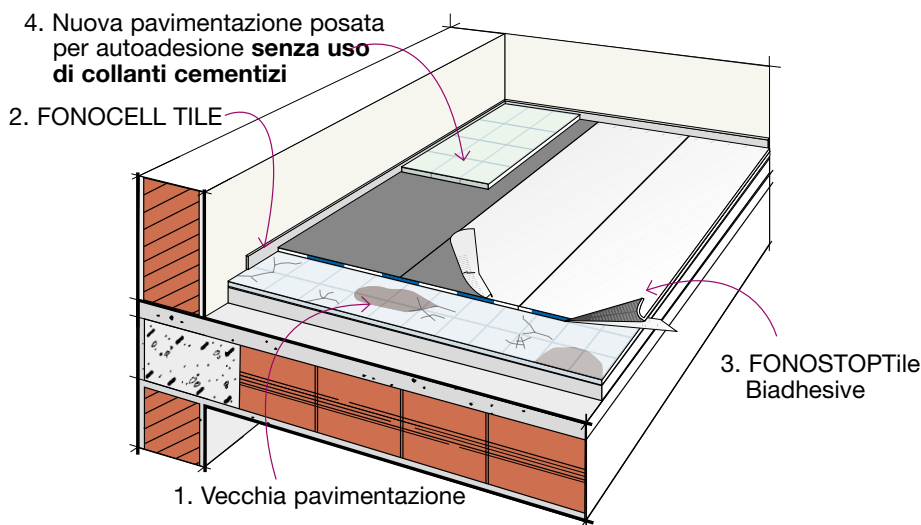 4. Nuova pavimentazione posata
per autoadesione senza uso
di collanti cementizi
2. FONOCELL TILE
3. FONOSTOPTile
Biadhesive
1. Vecchia pavimentazione